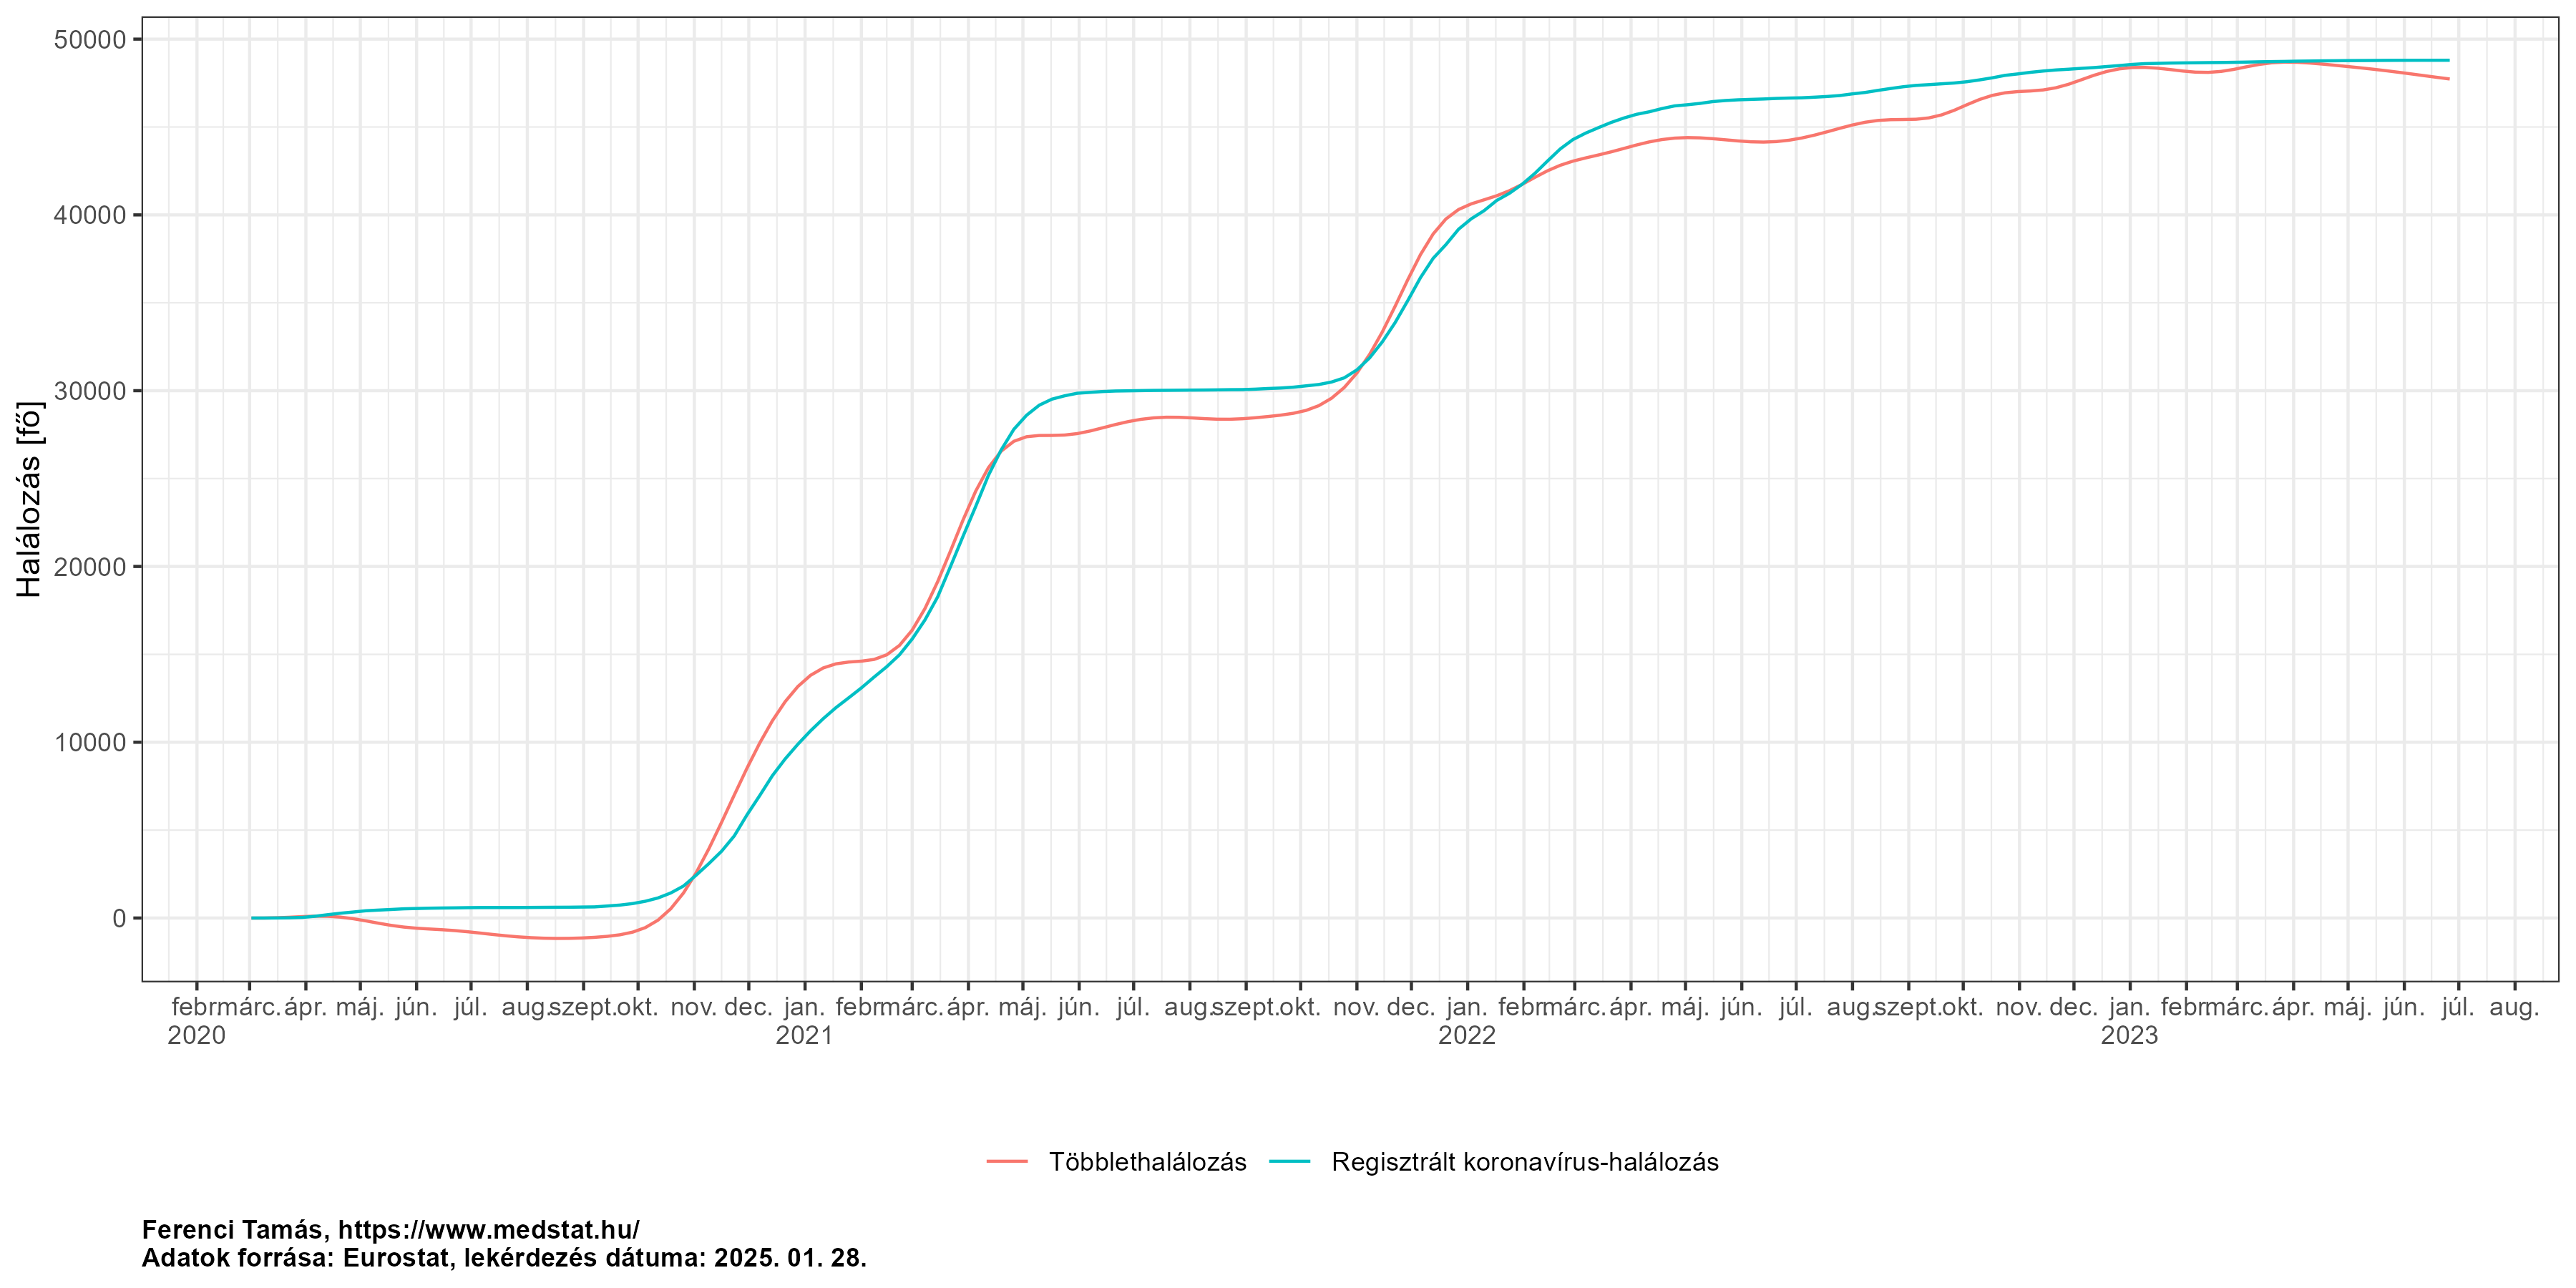 50000
40000
30000
20000
10000
0
Halálozás [fő]
febr. márc. ápr. máj. jún. júl. aug. szept. okt. nov. dec. jan. febr. márc. ápr. máj. jún. júl. aug. szept. okt. nov. dec. jan. febr. márc. ápr. máj. jún. júl. aug. szept. okt. nov. dec. jan. febr. márc. ápr. máj. jún. júl. aug.
2020 2021 2022 2023
Többlethalálozás Regisztrált koronavírus-halálozás
Ferenci Tamás, https://www.medstat.hu/
Adatok forrása: Eurostat, lekérdezés dátuma: 2025. 01. 28.